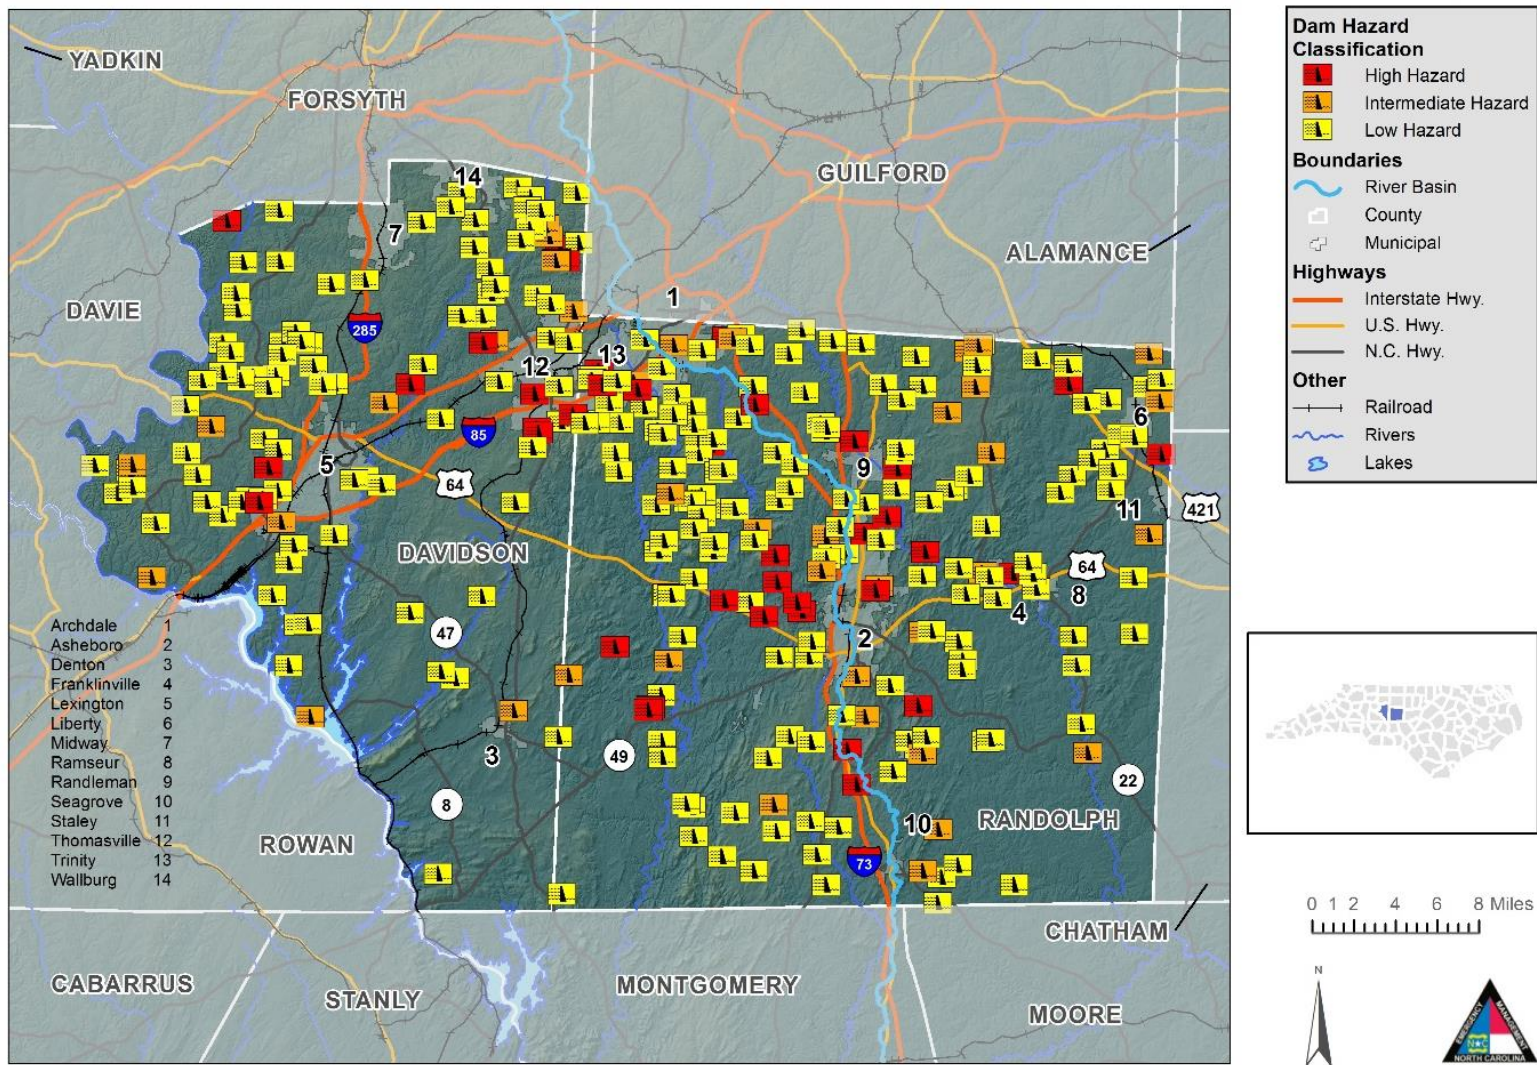 YADKIN
FORSYTH
GUILFORD
14
7
ALAMANCE
DAVIE
1
285
13
12
6
85
5
9
64
11
421
DAVIDSON
64
8
4
47
2
Archdale 1
Asheboro 2
Denton 3
Franklinville 4
Lexington 5
Liberty 6
Midway 7
Ramseur 8
Randleman 9
Seagrove 10
Staley 11
Thomasville 12
Trinity 13
Wallburg 14
3
49
22
8
10
RANDOLPH
ROWAN
73
CHATHAM
CABARRUS
STANLY
MONTGOMERY
MOORE
Dam Hazard
Classification
High Hazard
Intermediate Hazard
Low Hazard
Boundaries
River Basin
County
Municipal
Highways
Interstate Hwy.
U.S. Hwy.
N.C. Hwy.
Other
Railroad
Rivers
Lakes
0 1 2 4 6 8 Miles
N
EMERGENCY
MANAGEMENT
N C
NORTH CAROLINA